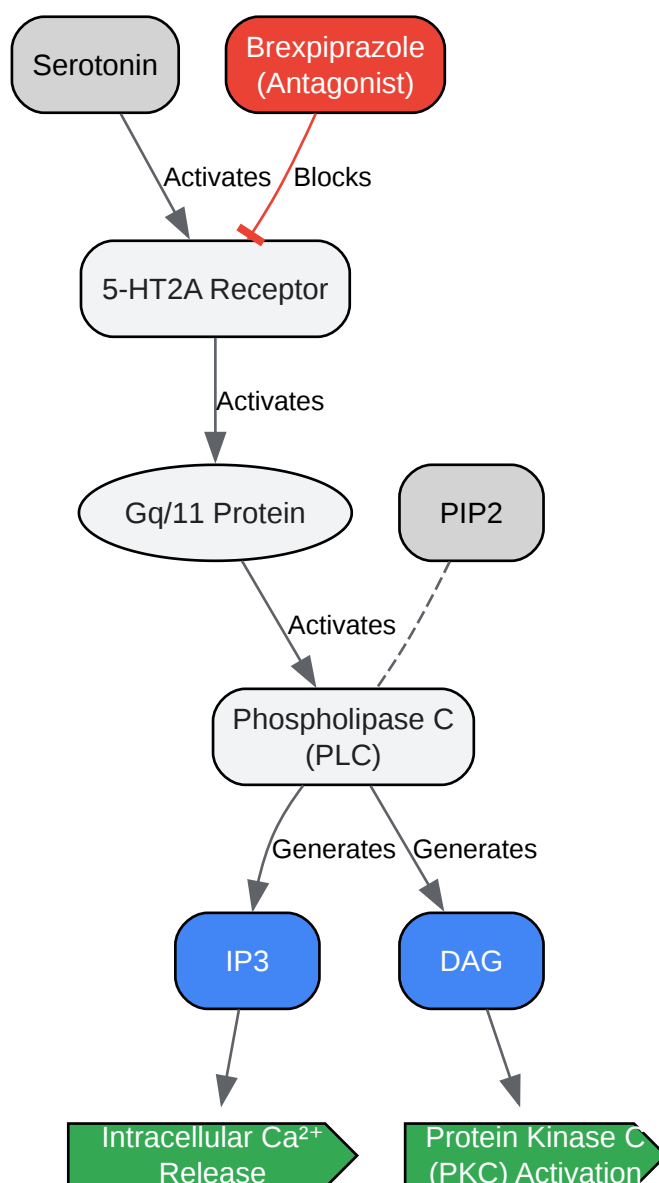 Serotonin
Brexpiprazole
(Antagonist)
Activates
Blocks
5-HT2A Receptor
Activates
Gq/11 Protein
PIP2
Activates
Phospholipase C
(PLC)
Generates
Generates
IP3
DAG
Intracellular Ca²⁺
Release
Protein Kinase C
(PKC) Activation